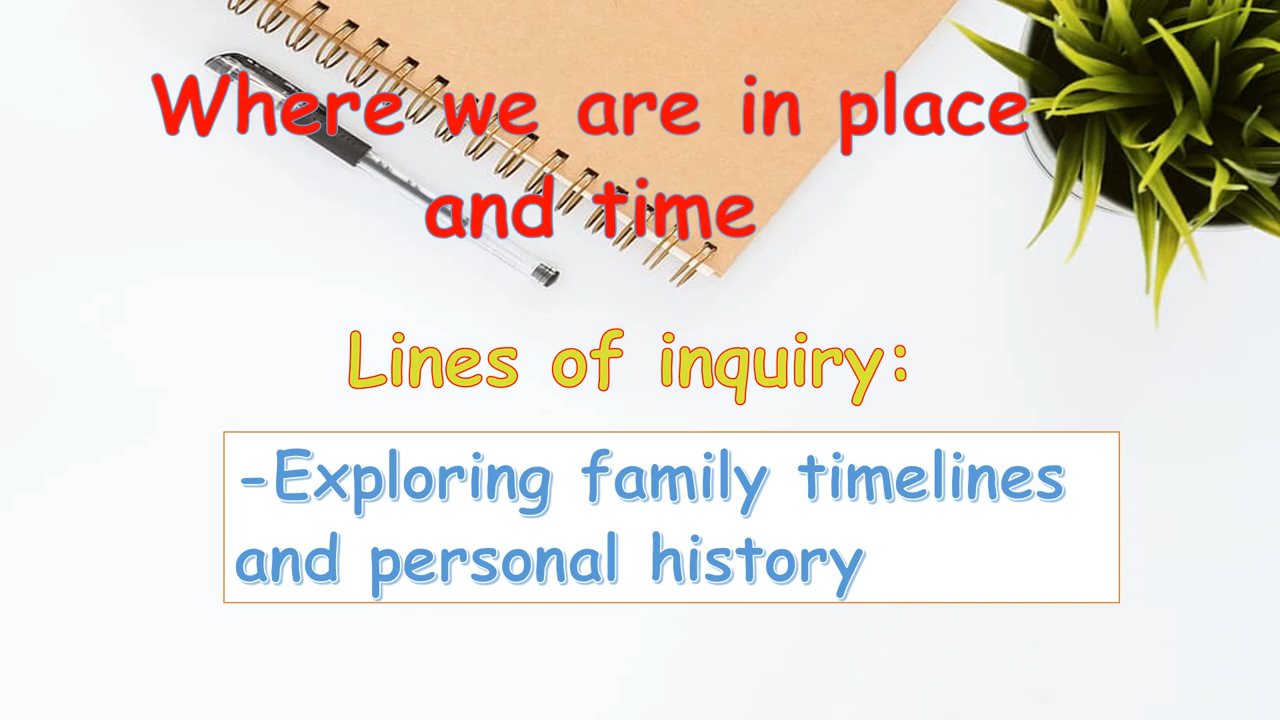 Where we are in place
and time
Lines of inquiry:
-Exploring family timelines
and personal history